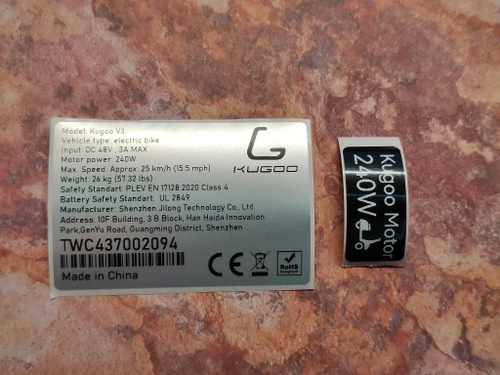 Model: Kugoo V3
Vehicle type: electric bike
Input: DC 48V , 3A MAX
Motor power: 240W
Max. Speed: Approx. 25 km/h (15.5 mph)
Weight: 26 kg (57.32 lbs)
Safety Standart: PLEV EN 17128:2020 Class 4
Battery Safety Standart: UL 2849
Manufacturer: Shenzhen Jilong Technology Co., Ltd.
Address: 10F Building, 3 B Block, Han Haida Innovation
Park,GenYu Road, Guangming District, Shenzhen
TWC437002094
Made in China
KUGOO
CE
RoHS
Compliant
Kugoo Motor
240W